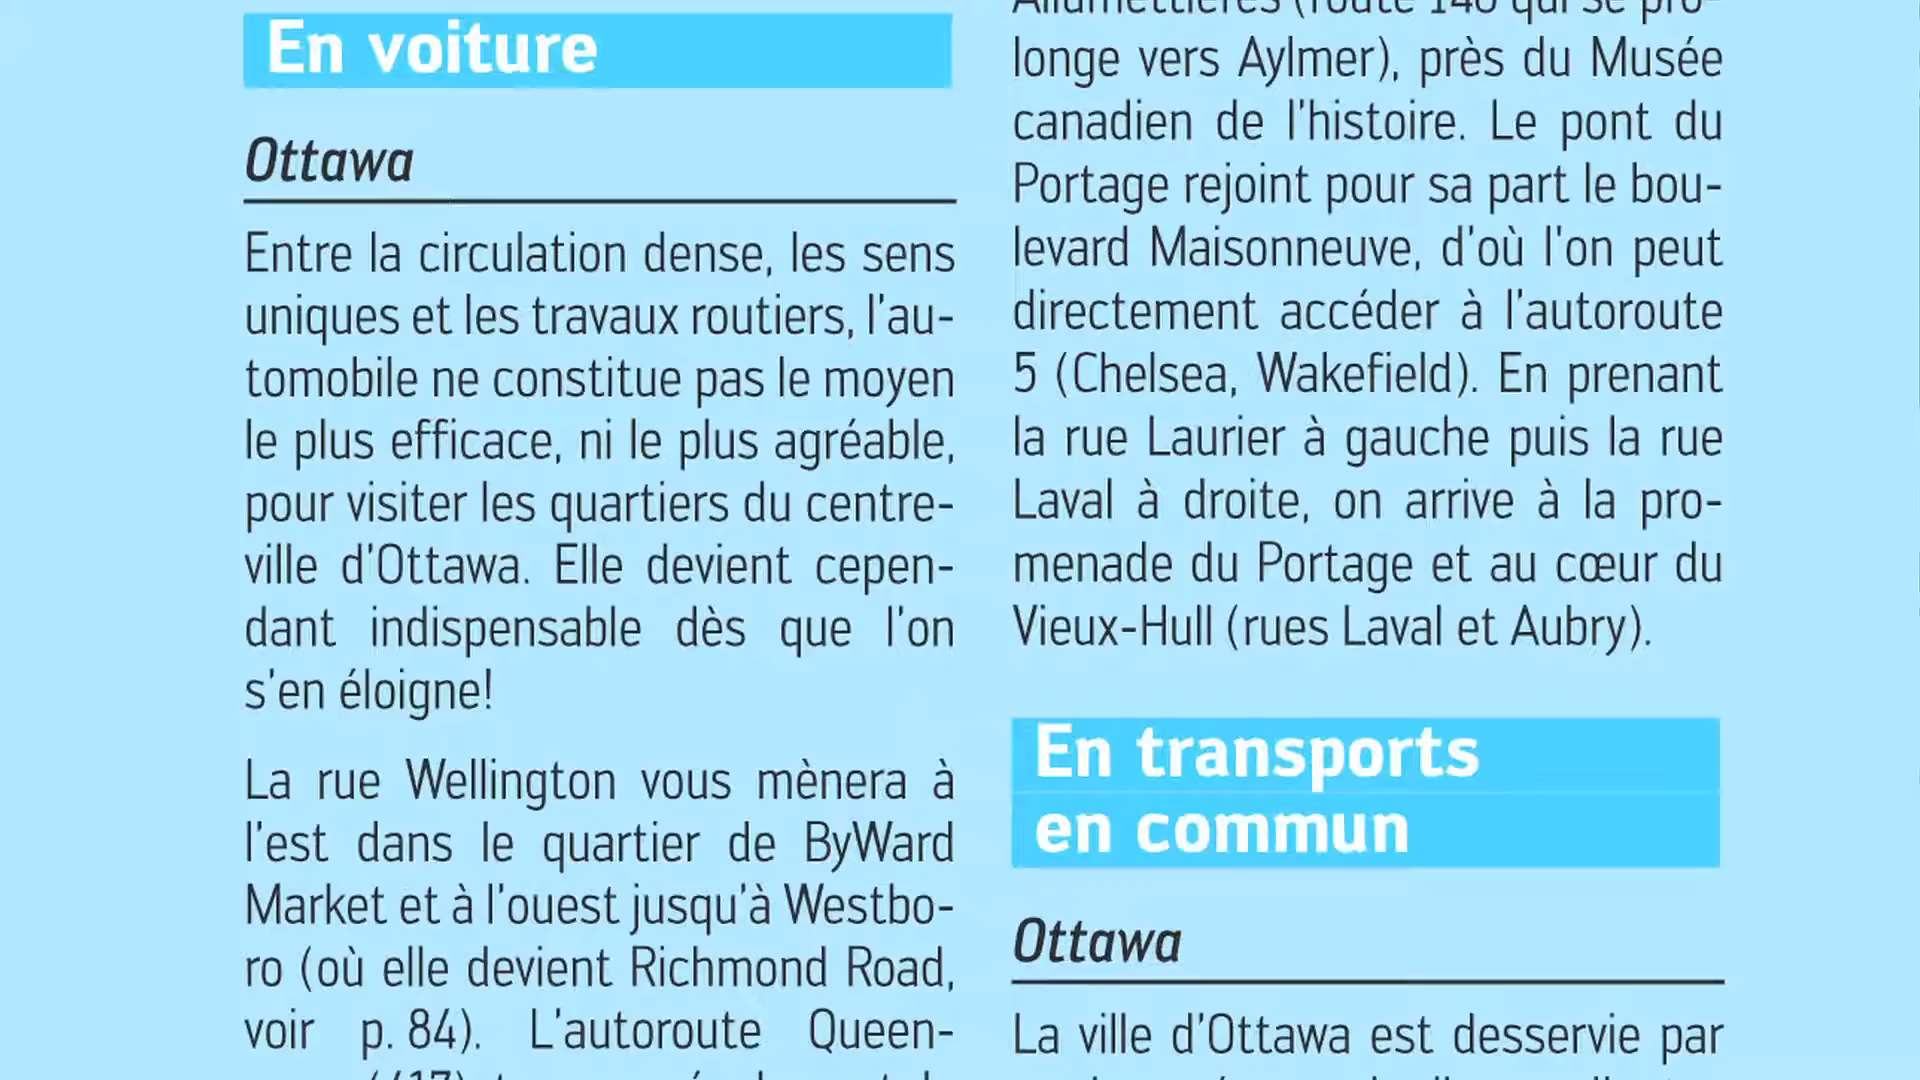 En voiture
Ottawa
Entre la circulation dense, les sens
uniques et les travaux routiers, l'au-
tomobile ne constitue pas le moyen
le plus efficace, ni le plus agréable,
pour visiter les quartiers du centre-
ville d'Ottawa. Elle devient cepen-
dant indispensable dès que l'on
s'en éloigne!
La rue Wellington vous mènera à
l'est dans le quartier de ByWard
Market et à l'ouest jusqu'à Westbo-
ro (où elle devient Richmond Road,
voir p. 84). L'autoroute Queen-
Allumettières (route 148 qui se pro-
longe vers Aylmer), près du Musée
canadien de l'histoire. Le pont du
Portage rejoint pour sa part le bou-
levard Maisonneuve, d'où l'on peut
directement accéder à l'autoroute
5 (Chelsea, Wakefield). En prenant
la rue Laurier à gauche puis la rue
Laval à droite, on arrive à la pro-
menade du Portage et au cœur du
Vieux-Hull (rues Laval et Aubry).
En transports
en commun
Ottawa
La ville d'Ottawa est desservie par